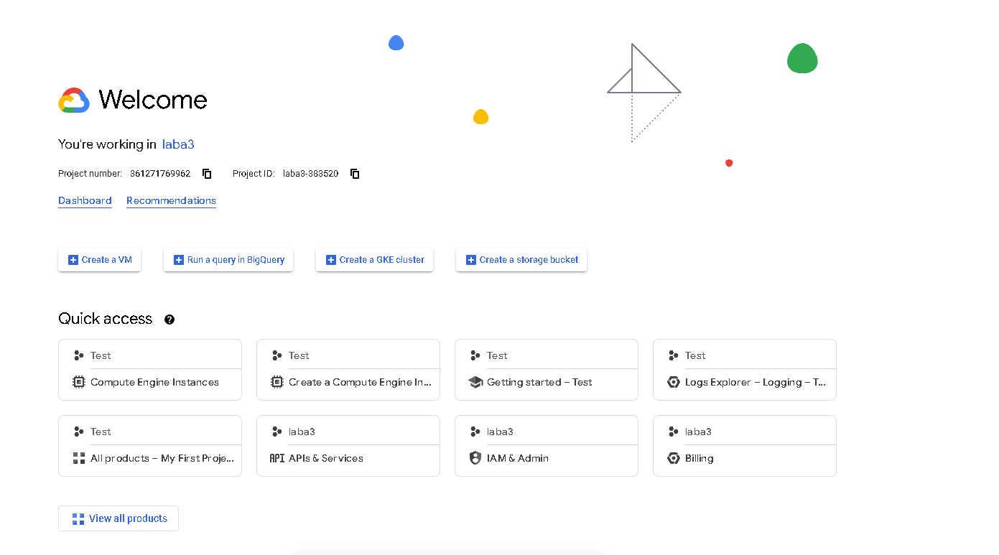 Welcome
You're working in laba3
Project number: 361271769962 Project ID: laba3-383520
Dashboard Recommendations
Create a VM Run a query in BigQuery Create a GKE cluster Create a storage bucket
Quick access
Test Test Test Test
Compute Engine Instances Create a Compute Engine In... Getting started – Test Logs Explorer – Logging – T...
Test laba3 laba3 laba3
All products – My First Proje... API APIs & Services IAM & Admin Billing
View all products